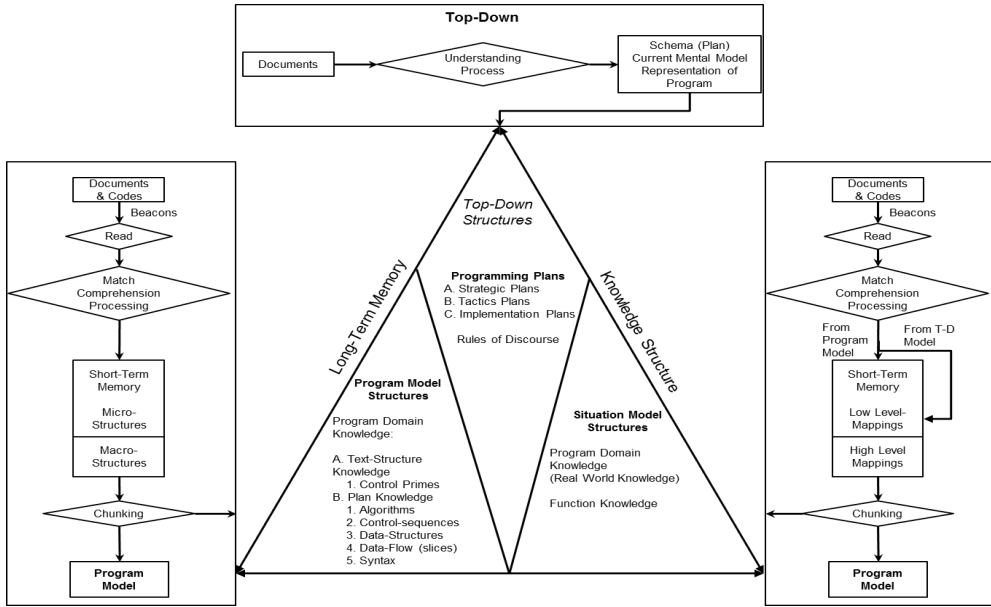 Top-Down
Documents
Understanding
Process
Schema (Plan)
Current Mental Model
Representation of
Program
Documents
& Codes
Beacons
Read
Match
Comprehension
Processing
Short-Term
Memory
Micro-
Structures
Macro-
Structures
Chunking
Program
Model
Long-Term Memory
Knowledge Structure
Top-Down
Structures
Programming Plans
A. Strategic Plans
B. Tactics Plans
C. Implementation Plans
Rules of Discourse
Program Model
Structures
Program Domain
Knowledge:
A. Text-Structure
Knowledge
1. Control Primes
B. Plan Knowledge
1. Algorithms
2. Control-sequences
3. Data-Structures
4. Data-Flow (slices)
5. Syntax
Situation Model
Structures
Program Domain
Knowledge
(Real World Knowledge)
Function Knowledge
Documents
& Codes
Beacons
Read
Match
Comprehension
Processing
From
Program
Model
From T-D
Model
Short-Term
Memory
Low Level-
Mappings
High Level
Mappings
Chunking
Program
Model